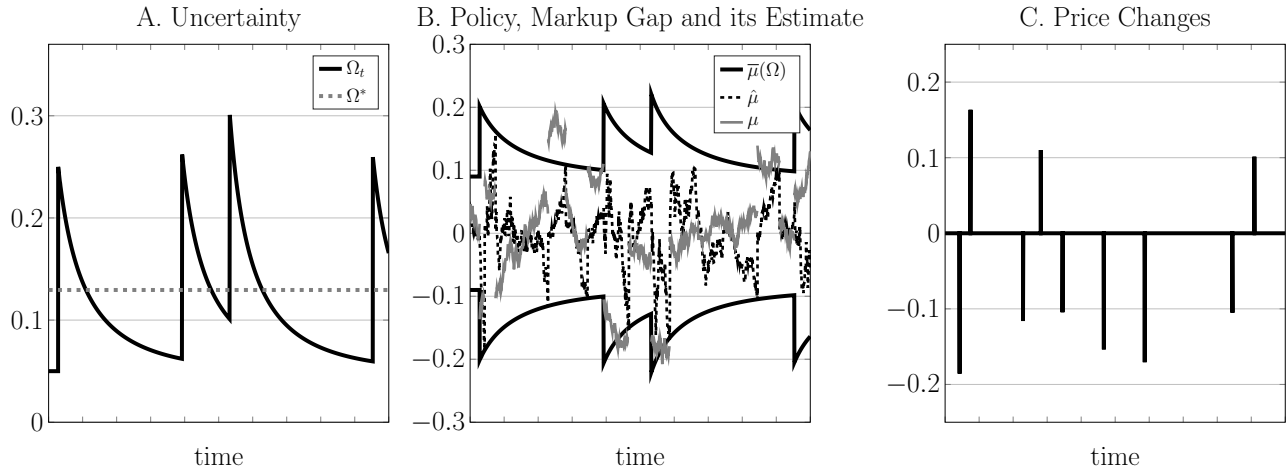 A. Uncertainty
0.3
0.2
0.1
0
Ω_t
Ω*
time
B. Policy, Markup Gap and its Estimate
0.3
0.2
0.1
0
−0.1
−0.2
−0.3
μ̅(Ω)
μ̂
μ
time
C. Price Changes
0.2
0.1
0
−0.1
−0.2
time